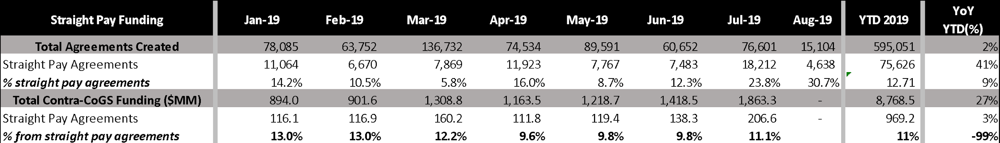 Straight Pay Funding Jan-19 Feb-19 Mar-19 Apr-19 May-19 Jun-19 Jul-19 Aug-19 YTD 2019 YoY YTD(%)
Total Agreements Created 78,085 63,752 136,732 74,534 89,591 60,652 76,601 15,104 595,051 2%
Straight Pay Agreements 11,064 6,670 7,869 11,923 7,767 7,483 18,212 4,638 75,626 41%
% straight pay agreements 14.2% 10.5% 5.8% 16.0% 8.7% 12.3% 23.8% 30.7% 12.71 9%
Total Contra-CoGS Funding ($MM) 894.0 901.6 1,308.8 1,163.5 1,218.7 1,418.5 1,863.3 - 8,768.5 27%
Straight Pay Agreements 116.1 116.9 160.2 111.8 119.4 138.3 206.6 - 969.2 3%
% from straight pay agreements 13.0% 13.0% 12.2% 9.6% 9.8% 9.8% 11.1% 11% -99%